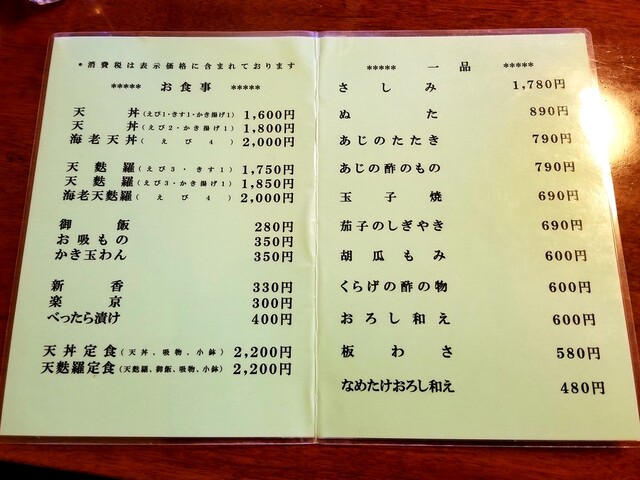 *消費税は表示価格に含まれております
***** お食事 *****
天丼(えび1・きす1・かき揚げ1) 1,600円
天丼(えび2・かき揚げ1) 1,800円
海老天丼(えび4) 2,000円
天麩羅(えび3・きす1) 1,750円
天麩羅(えび3・かき揚げ1) 1,850円
海老天麩羅(えび4) 2,000円
御飯 280円
お吸もの 350円
かき玉わん 350円
新香 330円
楽京 300円
べったら漬け 400円
天丼定食(天丼、吸物、小鉢) 2,200円
天麩羅定食(天麩羅、御飯、吸物、小鉢) 2,200円
***** 一品 *****
さしみ 1,780円
ぬた 890円
あじのたたき 790円
あじの酢のもの 790円
玉子焼 690円
茄子のしぎやき 690円
胡瓜もみ 600円
くらげの酢の物 600円
おろし和え 600円
板わさ 580円
なめたけおろし和え 480円